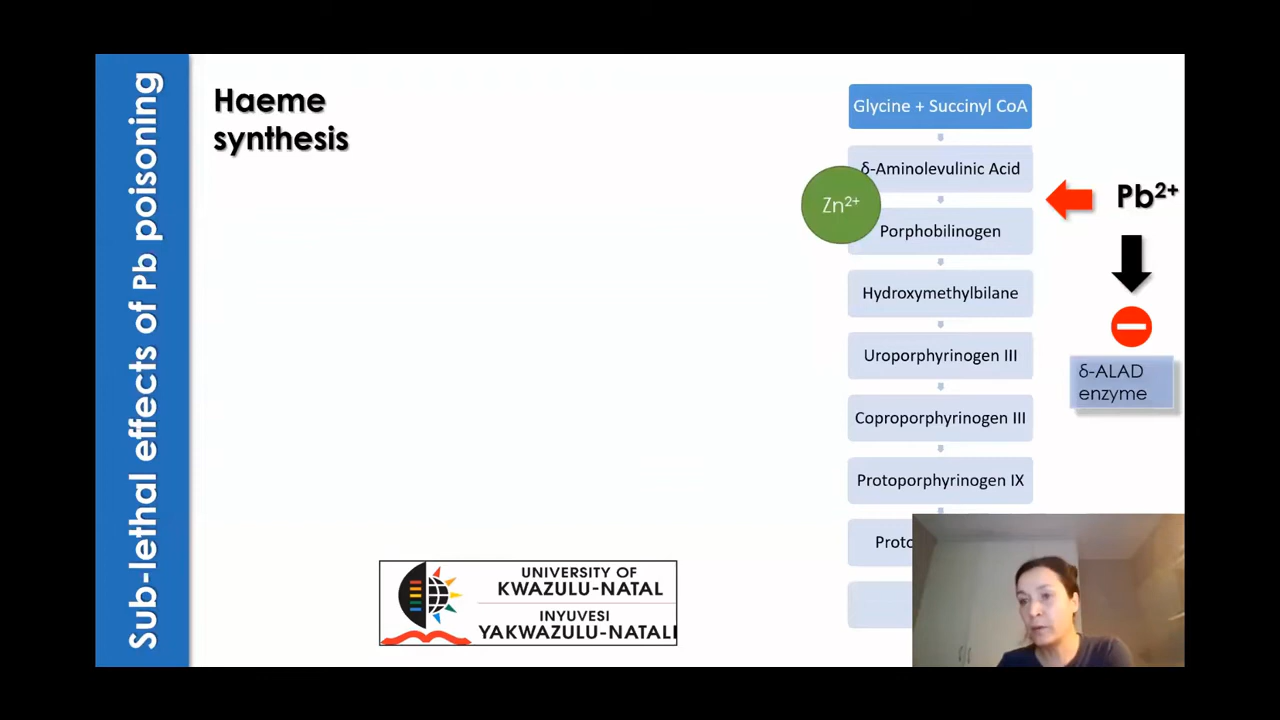 Sub-lethal effects of Pb poisoning
Haeme
synthesis
Glycine + Succinyl CoA
δ-Aminolevulinic Acid
Zn²⁺
Pb²⁺
Porphobilinogen
Hydroxymethylbilane
Uroporphyrinogen III
δ-ALAD
enzyme
Coproporphyrinogen III
Protoporphyrinogen IX
Proto
UNIVERSITY OF
KWAZULU-NATAL
INYUVESI
YAKWAZULU-NATALI